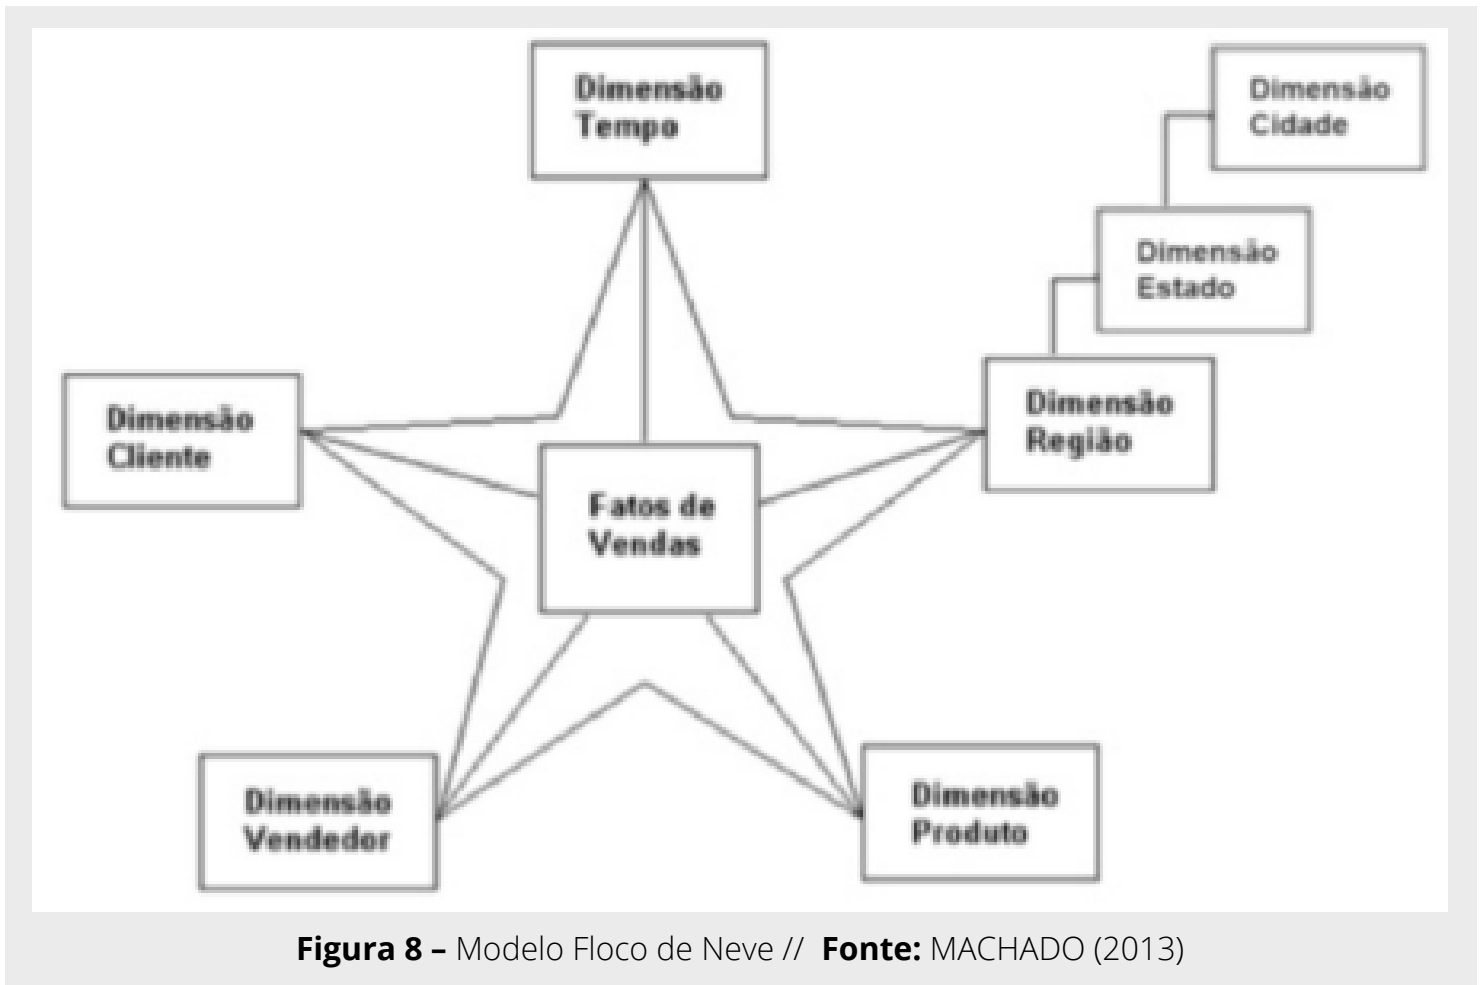 Dimensão
Tempo
Dimensão
Cidade
Dimensão
Estado
Dimensão
Região
Dimensão
Cliente
Fatos de
Vendas
Dimensão
Vendedor
Dimensão
Produto
Figura 8 – Modelo Floco de Neve // Fonte: MACHADO (2013)